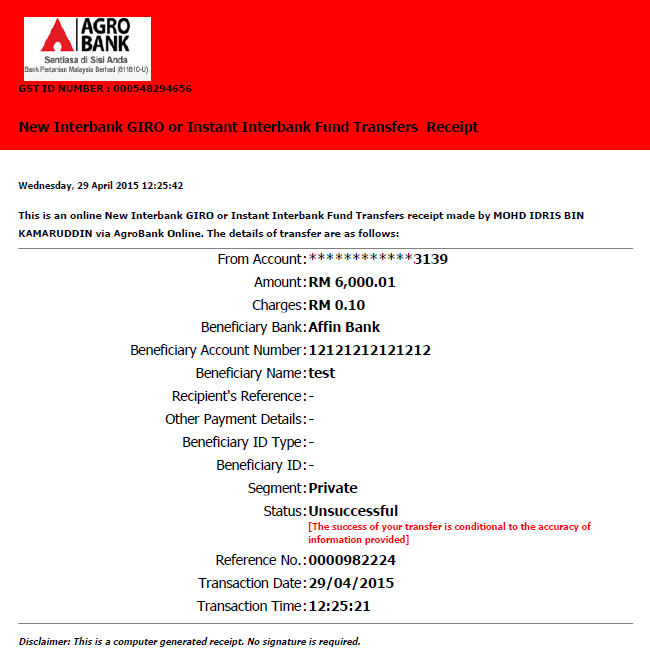 AGRO
BANK
Sentiasa di Sisi Anda
Bank Pertanian Malaysia Berhad (811810-U)
GST ID NUMBER : 000548294656
New Interbank GIRO or Instant Interbank Fund Transfers Receipt
Wednesday, 29 April 2015 12:25:42
This is an online New Interbank GIRO or Instant Interbank Fund Transfers receipt made by MOHD IDRIS BIN
KAMARUDDIN via AgroBank Online. The details of transfer are as follows:
From Account:************3139
Amount:RM 6,000.01
Charges:RM 0.10
Beneficiary Bank:Affin Bank
Beneficiary Account Number:12121212121212
Beneficiary Name:test
Recipient's Reference:-
Other Payment Details:-
Beneficiary ID Type:-
Beneficiary ID:-
Segment:Private
Status:Unsuccessful
[The success of your transfer is conditional to the accuracy of
information provided]
Reference No.:0000982224
Transaction Date:29/04/2015
Transaction Time:12:25:21
Disclaimer: This is a computer generated receipt. No signature is required.